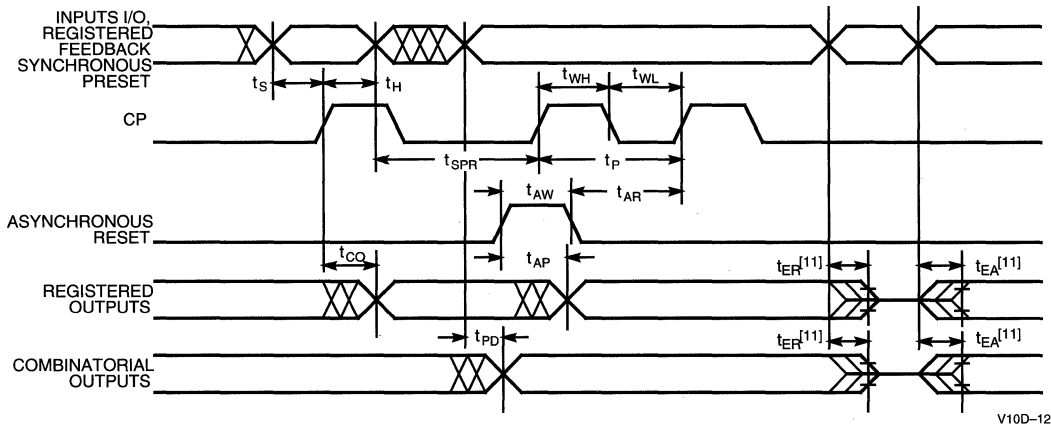 INPUTS I/O,
REGISTERED
FEEDBACK
SYNCHRONOUS
PRESET
tS
tH
tWH
tWL
CP
tSPR
tP
tAW
tAR
ASYNCHRONOUS
RESET
tCO
tAP
tER[11]
tEA[11]
REGISTERED
OUTPUTS
tPD
tER[11]
tEA[11]
COMBINATORIAL
OUTPUTS
V10D–12